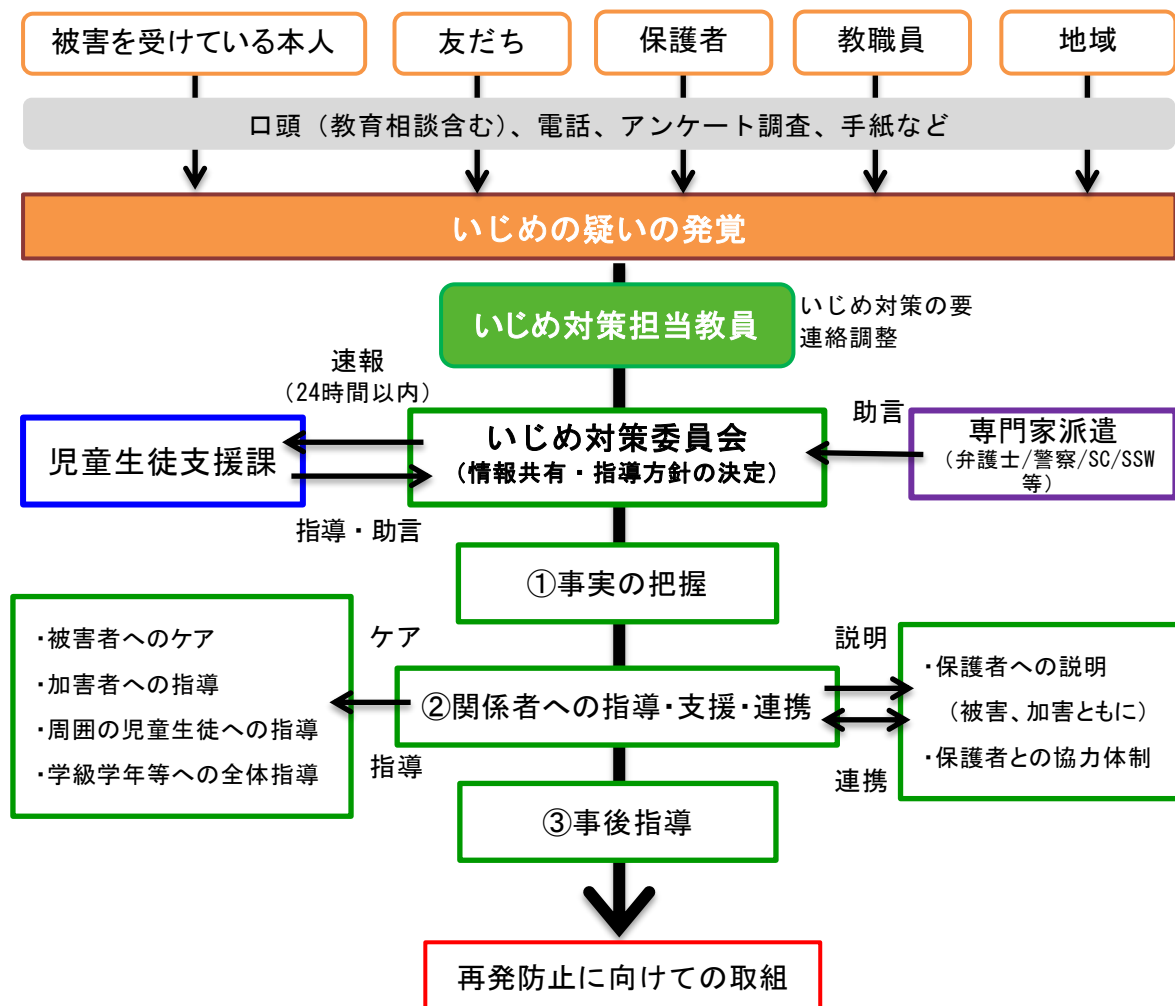 被害を受けている本人
友だち
保護者
教職員
地域
口頭（教育相談含む）、電話、アンケート調査、手紙など
いじめの疑いの発覚
いじめ対策担当教員
いじめ対策の要
連絡調整
速報
（24時間以内）
児童生徒支援課
いじめ対策委員会
（情報共有・指導方針の決定）
助言
専門家派遣
（弁護士/警察/SC/SSW
等）
指導・助言
①事実の把握
・被害者へのケア
・加害者への指導
・周囲の児童生徒への指導
・学級学年等への全体指導
ケア
指導
②関係者への指導・支援・連携
説明
連携
・保護者への説明
（被害、加害ともに）
・保護者との協力体制
③事後指導
再発防止に向けての取組